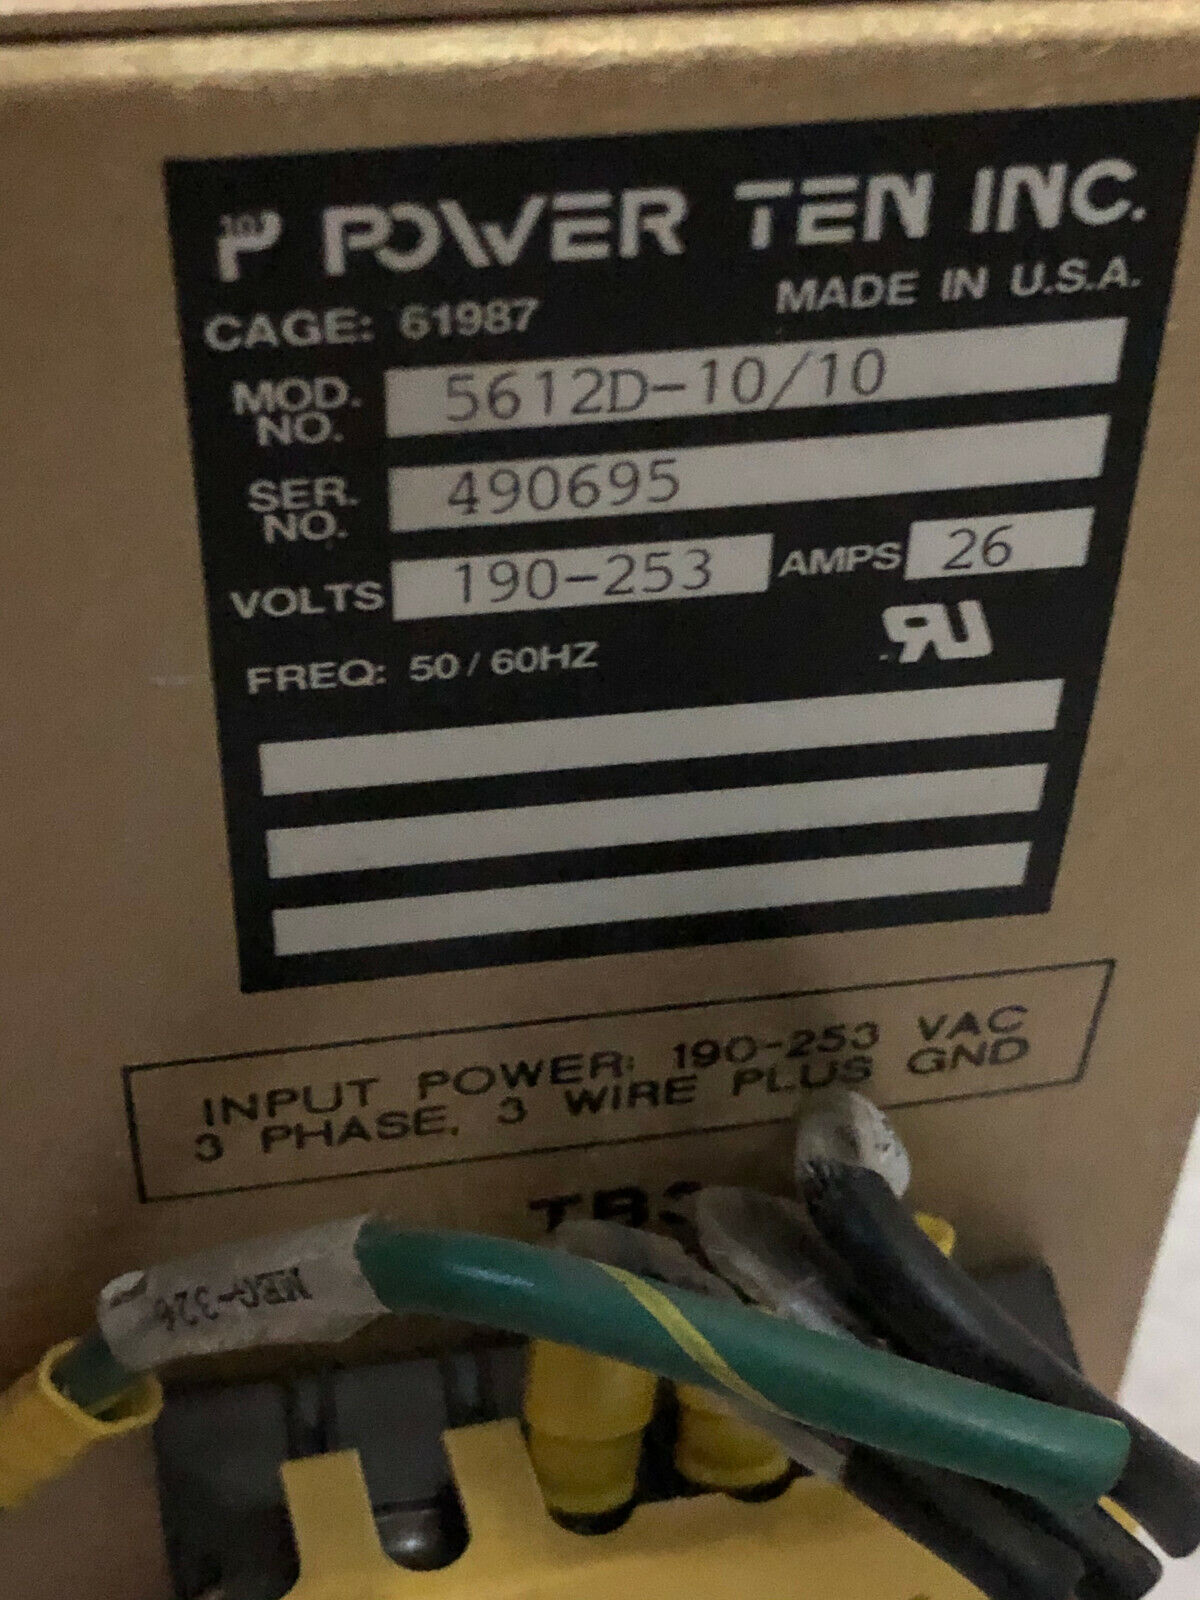 POWER TEN INC.
CAGE: 61987 MADE IN U.S.A.
MOD. NO. 5612D-10/10
SER. NO. 490695
VOLTS 190-253 AMPS 26
FREQ: 50/60HZ
INPUT POWER: 190-253 VAC
3 PHASE, 3 WIRE PLUS GND